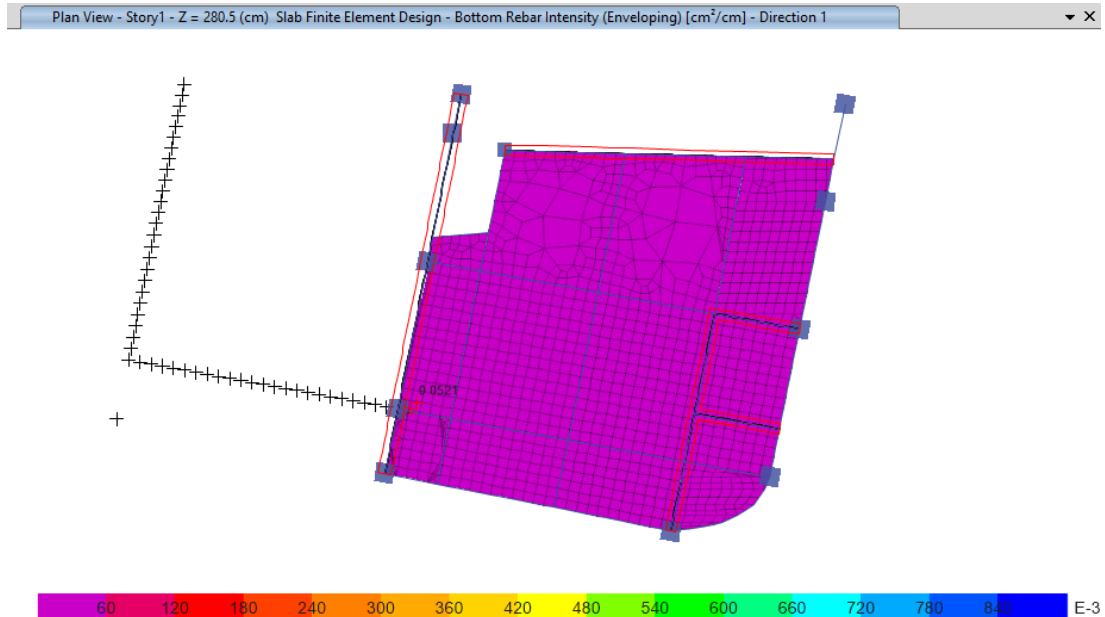 Plan View - Story1 - Z = 280.5 (cm)  Slab Finite Element Design - Bottom Rebar Intensity (Enveloping) [cm²/cm] - Direction 1
0.0521
60 120 180 240 300 360 420 480 540 600 660 720 780 840 E-3